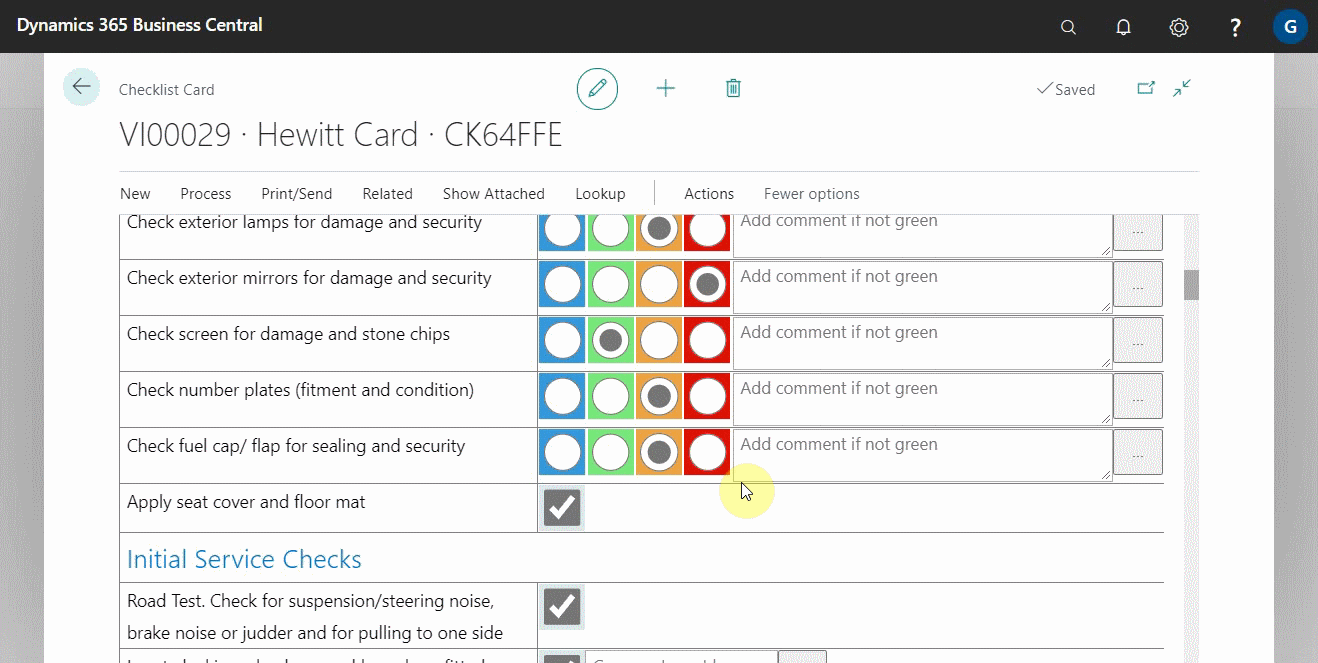 Dynamics 365 Business Central
?
G
Checklist Card
Saved
VI00029 · Hewitt Card · CK64FFE
New Process Print/Send Related Show Attached Lookup Actions Fewer options
Check exterior lamps for damage and security Add comment if not green ...
Check exterior mirrors for damage and security Add comment if not green ...
Check screen for damage and stone chips Add comment if not green ...
Check number plates (fitment and condition) Add comment if not green ...
Check fuel cap/ flap for sealing and security Add comment if not green ...
Apply seat cover and floor mat
Initial Service Checks
Road Test. Check for suspension/steering noise,
brake noise or judder and for pulling to one side